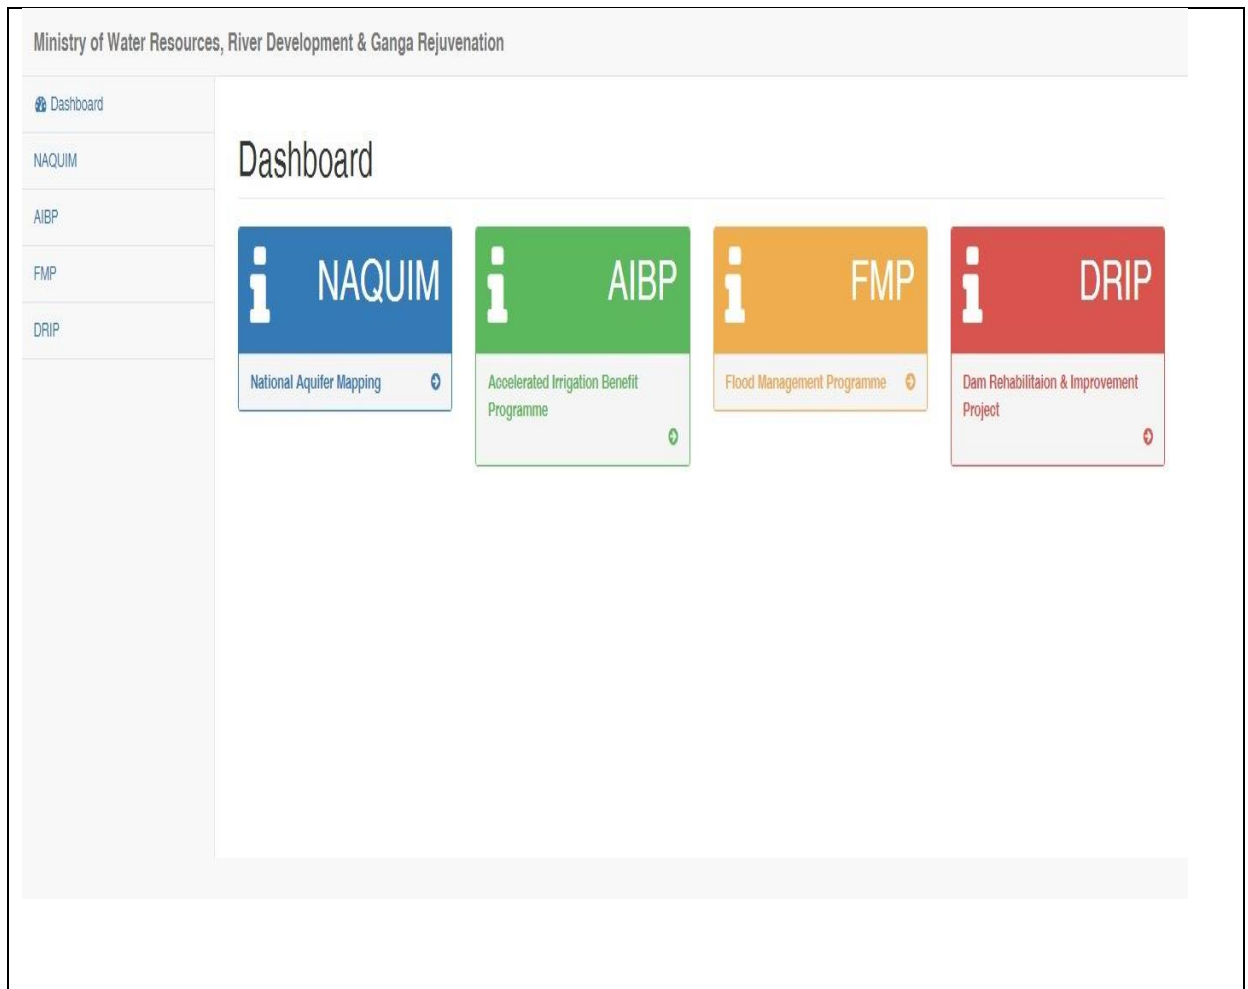 Ministry of Water Resources, River Development & Ganga Rejuvenation
Dashboard
NAQUIM
AIBP
FMP
DRIP
Dashboard
NAQUIM
National Aquifer Mapping
AIBP
Accelerated Irrigation Benefit
Programme
FMP
Flood Management Programme
DRIP
Dam Rehabilitaion & Improvement
Project